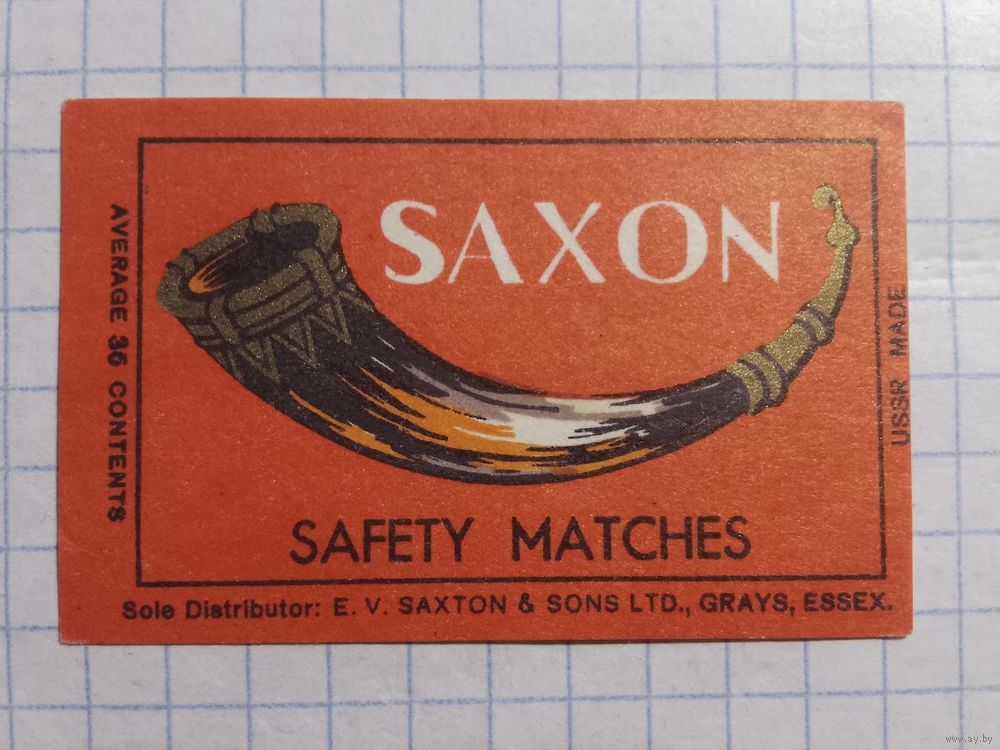 SAXON
AVERAGE 36 CONTENTS
USSR MADE
SAFETY MATCHES
Sole Distributor: E. V. SAXTON & SONS LTD., GRAYS, ESSEX.
www.ay.by